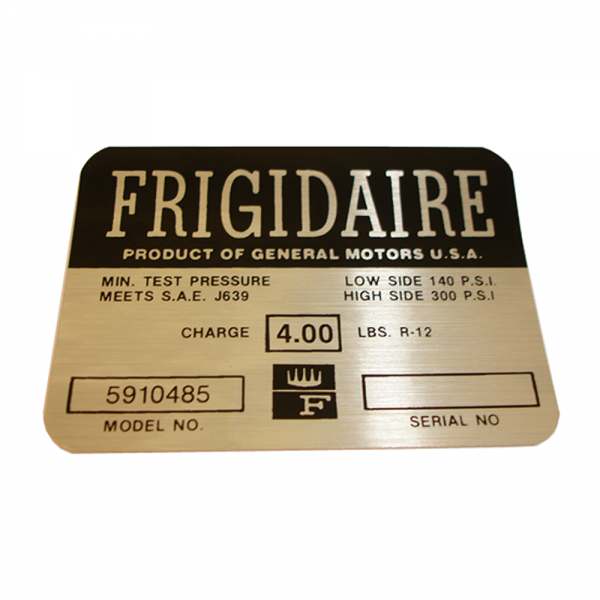 FRIGIDAIRE
PRODUCT OF GENERAL MOTORS U.S.A.
MIN. TEST PRESSURE LOW SIDE 140 P.S.I.
MEETS S.A.E. J639 HIGH SIDE 300 P.S.I
CHARGE 4.00 LBS. R-12
5910485
F
MODEL NO. SERIAL NO